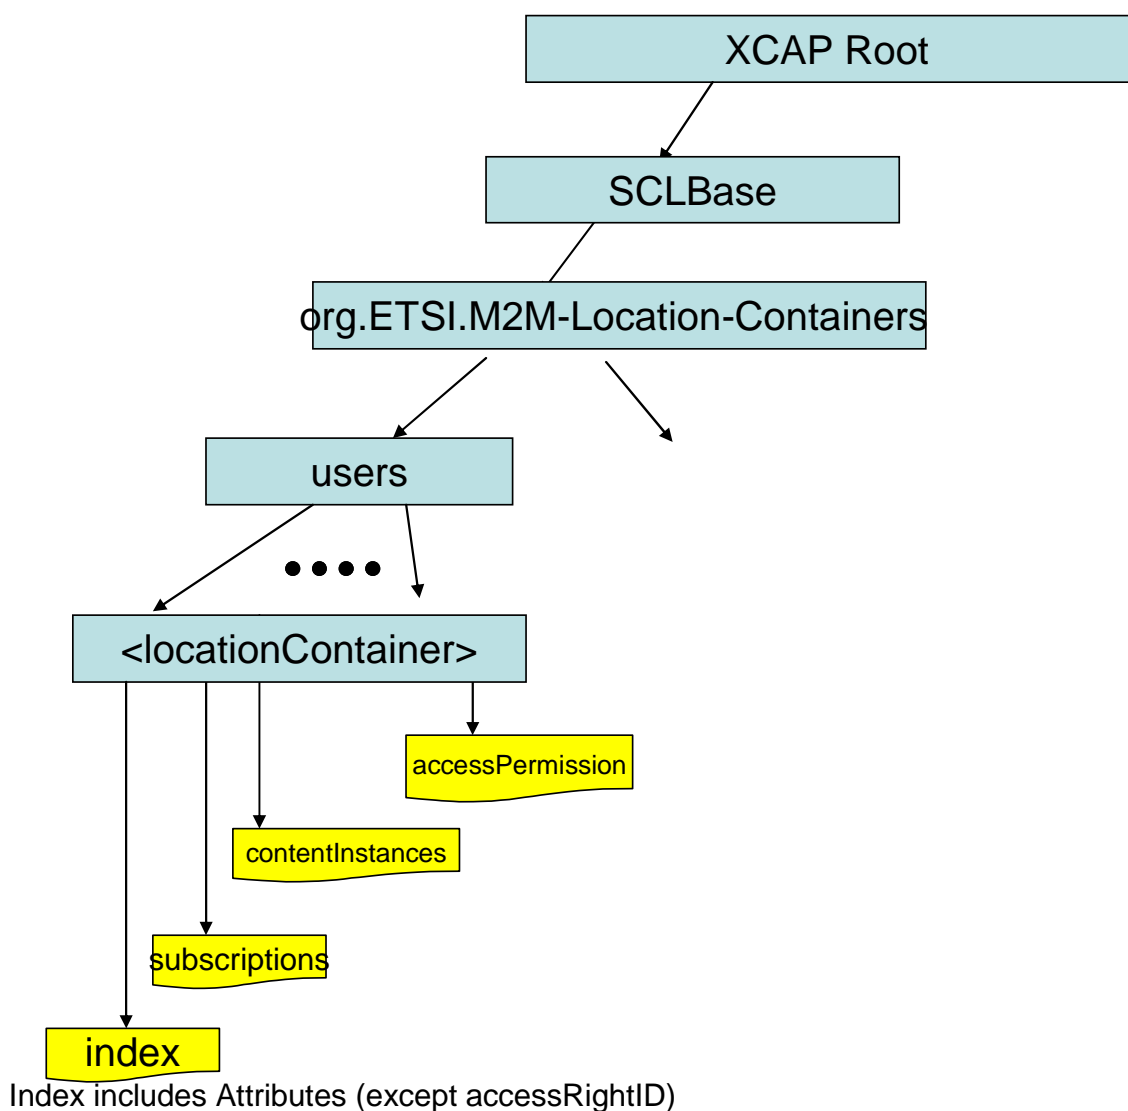 XCAP Root
SCLBase
org.ETSI.M2M-Location-Containers
users
<locationContainer>
accessPermission
contentInstances
subscriptions
index
Index includes Attributes (except accessRightID)